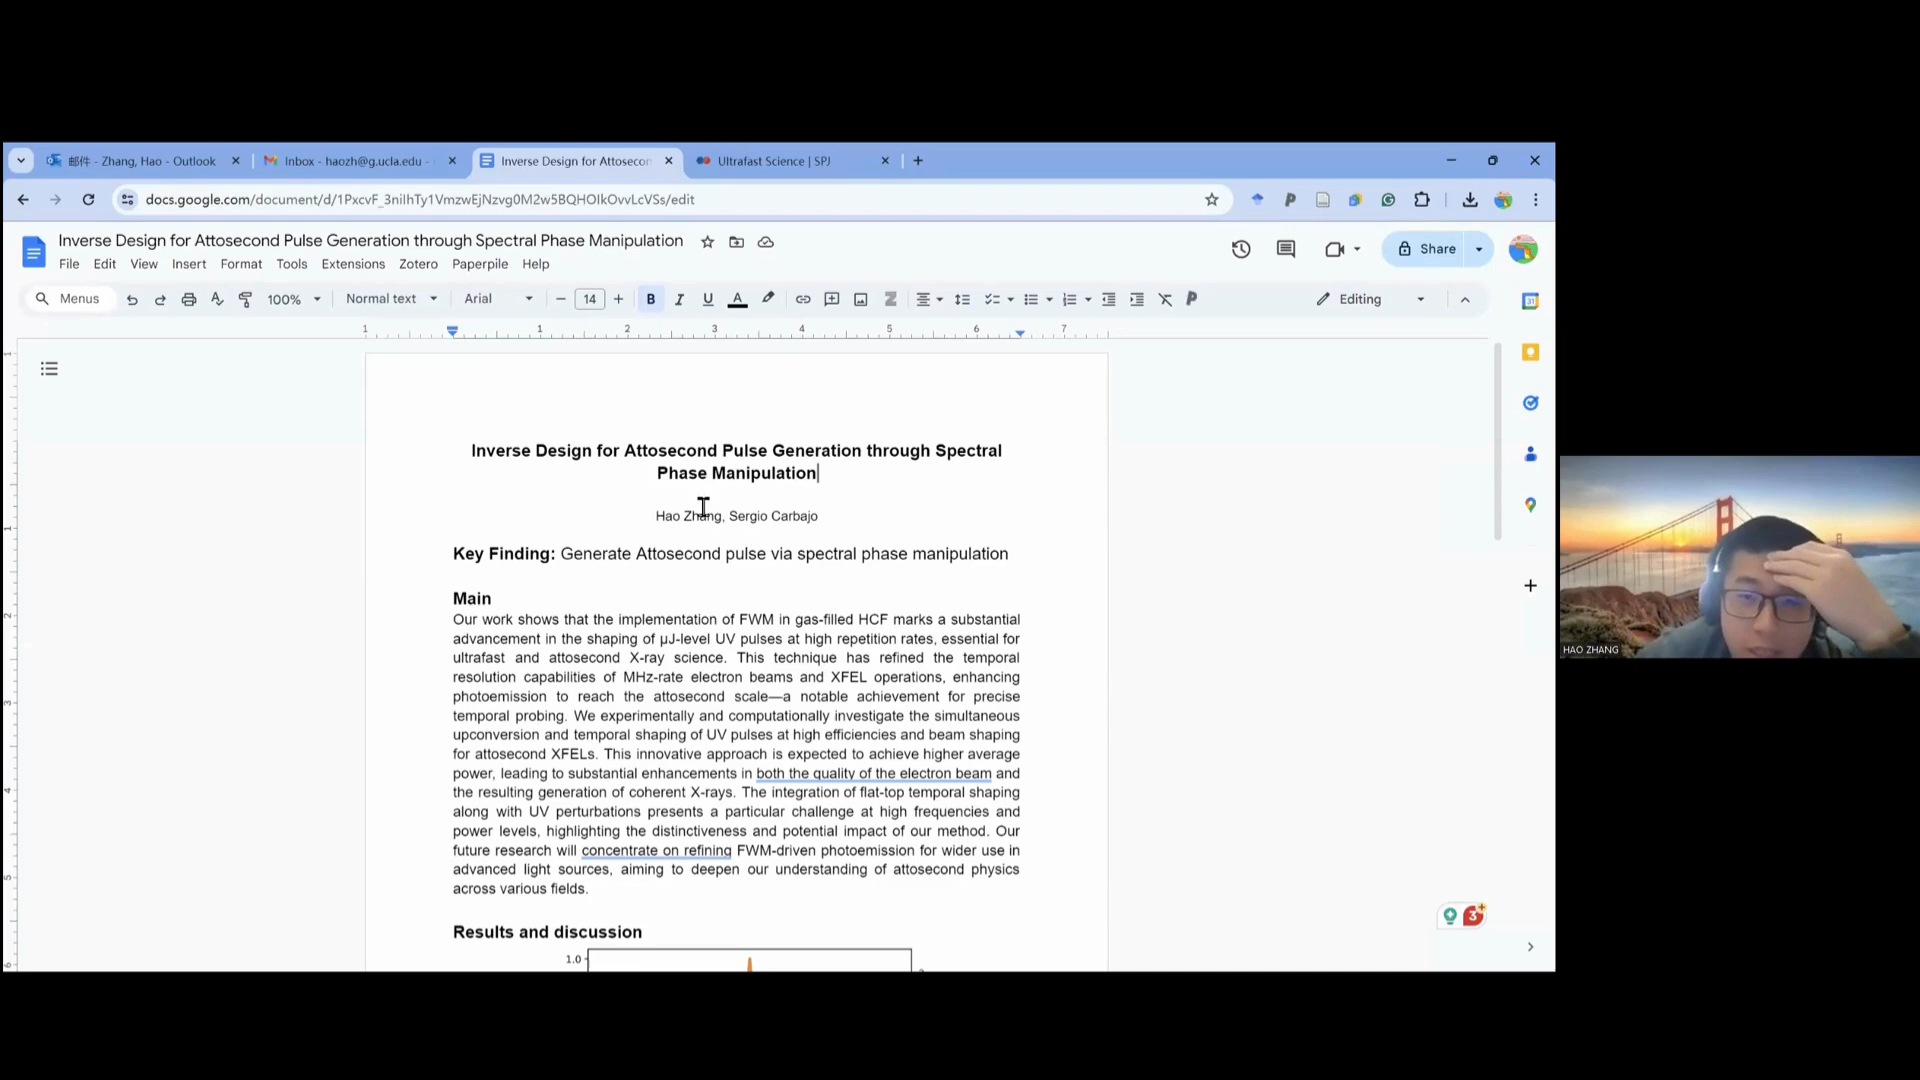 邮件 - Zhang, Hao - Outlook
Inbox - haozh@g.ucla.edu -
Inverse Design for Attosecon
Ultrafast Science | SPJ
docs.google.com/document/d/1PxcvF_3niIhTy1VmzwEjNzvg0M2w5BQHOIkOvvLcVSs/edit
Inverse Design for Attosecond Pulse Generation through Spectral Phase Manipulation
File Edit View Insert Format Tools Extensions Zotero Paperpile Help
Share
Menus 100% Normal text Arial 14 B I U A Editing
1 1 2 3 4 5 6 7
Inverse Design for Attosecond Pulse Generation through Spectral
Phase Manipulation
Hao Zhang, Sergio Carbajo
Key Finding: Generate Attosecond pulse via spectral phase manipulation
Main
Our work shows that the implementation of FWM in gas-filled HCF marks a substantial
advancement in the shaping of µJ-level UV pulses at high repetition rates, essential for
ultrafast and attosecond X-ray science. This technique has refined the temporal
resolution capabilities of MHz-rate electron beams and XFEL operations, enhancing
photoemission to reach the attosecond scale—a notable achievement for precise
temporal probing. We experimentally and computationally investigate the simultaneous
upconversion and temporal shaping of UV pulses at high efficiencies and beam shaping
for attosecond XFELs. This innovative approach is expected to achieve higher average
power, leading to substantial enhancements in both the quality of the electron beam and
the resulting generation of coherent X-rays. The integration of flat-top temporal shaping
along with UV perturbations presents a particular challenge at high frequencies and
power levels, highlighting the distinctiveness and potential impact of our method. Our
future research will concentrate on refining FWM-driven photoemission for wider use in
advanced light sources, aiming to deepen our understanding of attosecond physics
across various fields.
Results and discussion
1.0
3
HAO ZHANG